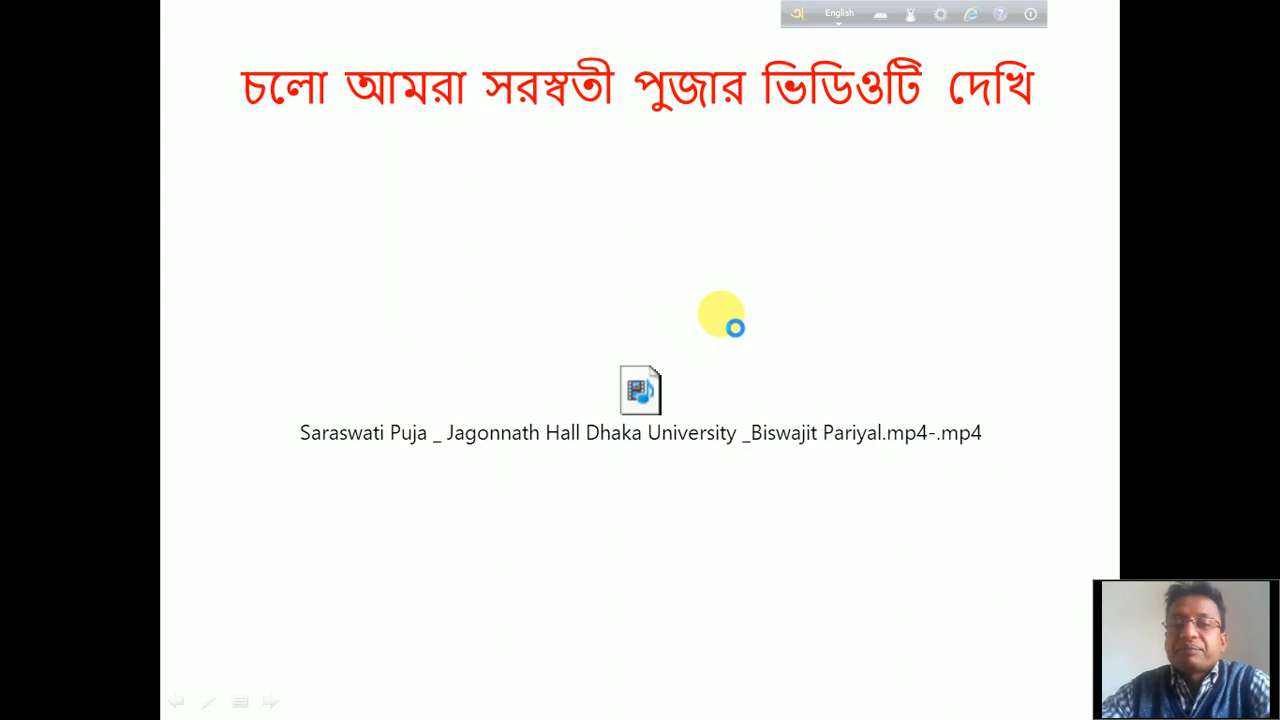 অ English
চলো আমরা সরস্বতী পুজার ভিডিওটি দেখি
Saraswati Puja _ Jagonnath Hall Dhaka University _Biswajit Pariyal.mp4-.mp4